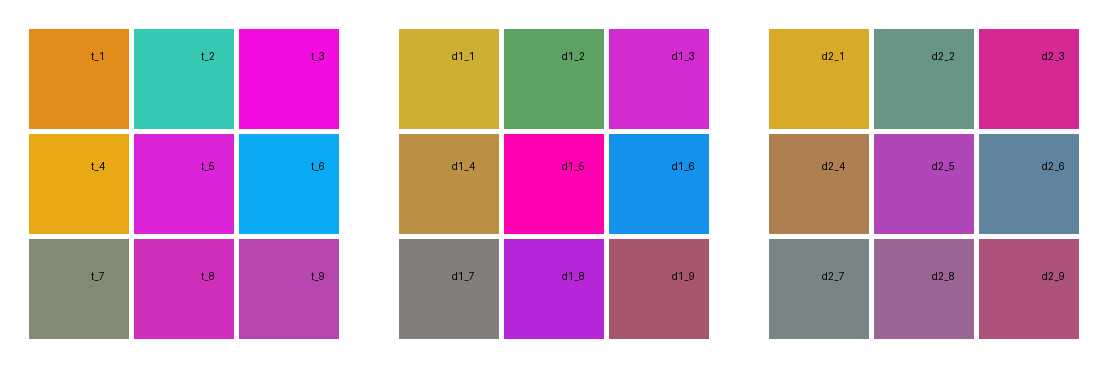 t_1 t_2 t_3 d1_1 d1_2 d1_3 d2_1 d2_2 d2_3
t_4 t_5 t_6 d1_4 d1_5 d1_6 d2_4 d2_5 d2_6
t_7 t_8 t_9 d1_7 d1_8 d1_9 d2_7 d2_8 d2_9